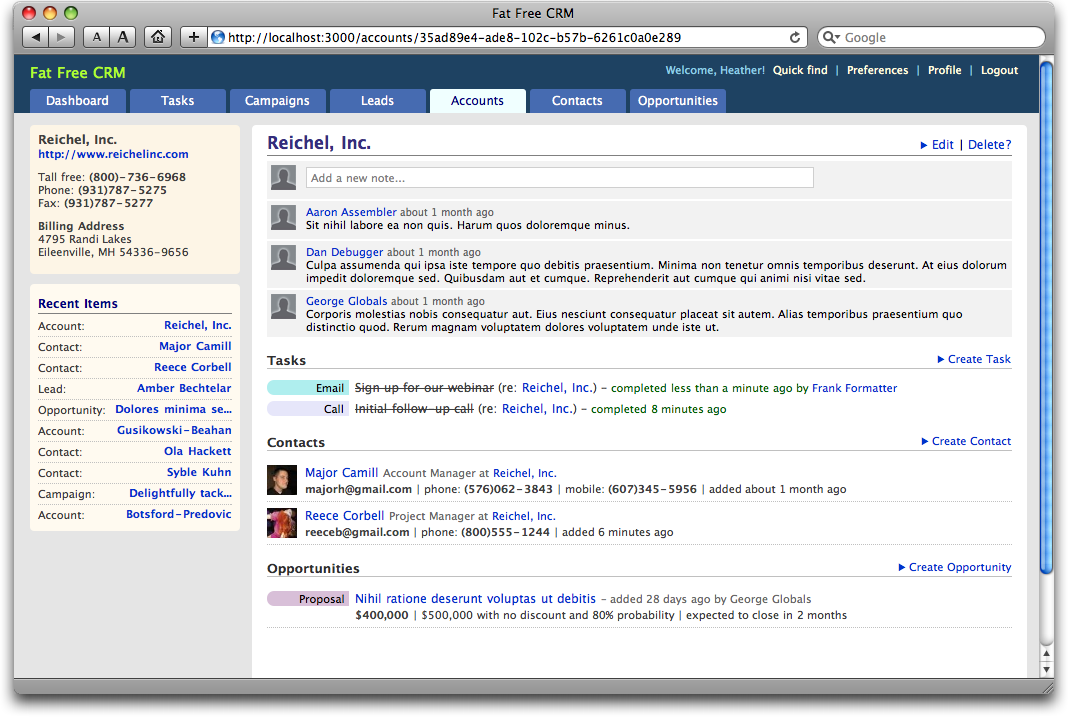 Fat Free CRM
A A + http://localhost:3000/accounts/35ad89e4-ade8-102c-b57b-6261c0a0e289 Google
Fat Free CRM
Welcome, Heather! Quick find | Preferences | Profile | Logout
Dashboard Tasks Campaigns Leads Accounts Contacts Opportunities
Reichel, Inc.
http://www.reichelinc.com
Tall free: (800)-736-6968
Phone: (931)787-5275
Fax: (931)787-5277
Billing Address
4795 Randi Lakes
Eileenville, MH 54336-9656
Recent Items
Account: Reichel, Inc.
Contact: Major Camill
Contact: Reece Corbell
Lead: Amber Bechtelar
Opportunity: Dolores minima se...
Account: Gusikowski-Beahan
Contact: Ola Hackett
Contact: Syble Kuhn
Campaign: Delightfully tack...
Account: Botsford-Predovic
Reichel, Inc.
Edit | Delete?
Add a new note...
Aaron Assembler about 1 month ago
Sit nihil labore ea non quis. Harum quos doloremque minus.
Dan Debugger about 1 month ago
Culpa assumenda qui ipsa iste tempore quo debitis praesentium. Minima non tenetur omnis temporibus deserunt. At eius dolorum
impedit doloremque sed. Quibusdam aut et cumque. Reprehenderit aut cumque qui animi nisi vitae sed.
George Globals about 1 month ago
Corporis molestias nobis consequatur aut. Eius nesciunt consequatur placeat sit autem. Alias temporibus praesentium quo
distinctio quod. Rerum magnam voluptatem dolores voluptatem unde iste ut.
Tasks
Create Task
Email Sign up for our webinar (re: Reichel, Inc.) – completed less than a minute ago by Frank Formatter
Call Initial follow-up call (re: Reichel, Inc.) – completed 8 minutes ago
Contacts
Create Contact
Major Camill Account Manager at Reichel, Inc.
majorh@gmail.com | phone: (576)062-3843 | mobile: (607)345-5956 | added about 1 month ago
Reece Corbell Project Manager at Reichel, Inc.
reeceb@gmail.com | phone: (800)555-1244 | added 6 minutes ago
Opportunities
Create Opportunity
Proposal Nihil ratione deserunt voluptas ut debitis – added 28 days ago by George Globals
$400,000 | $500,000 with no discount and 80% probability | expected to close in 2 months